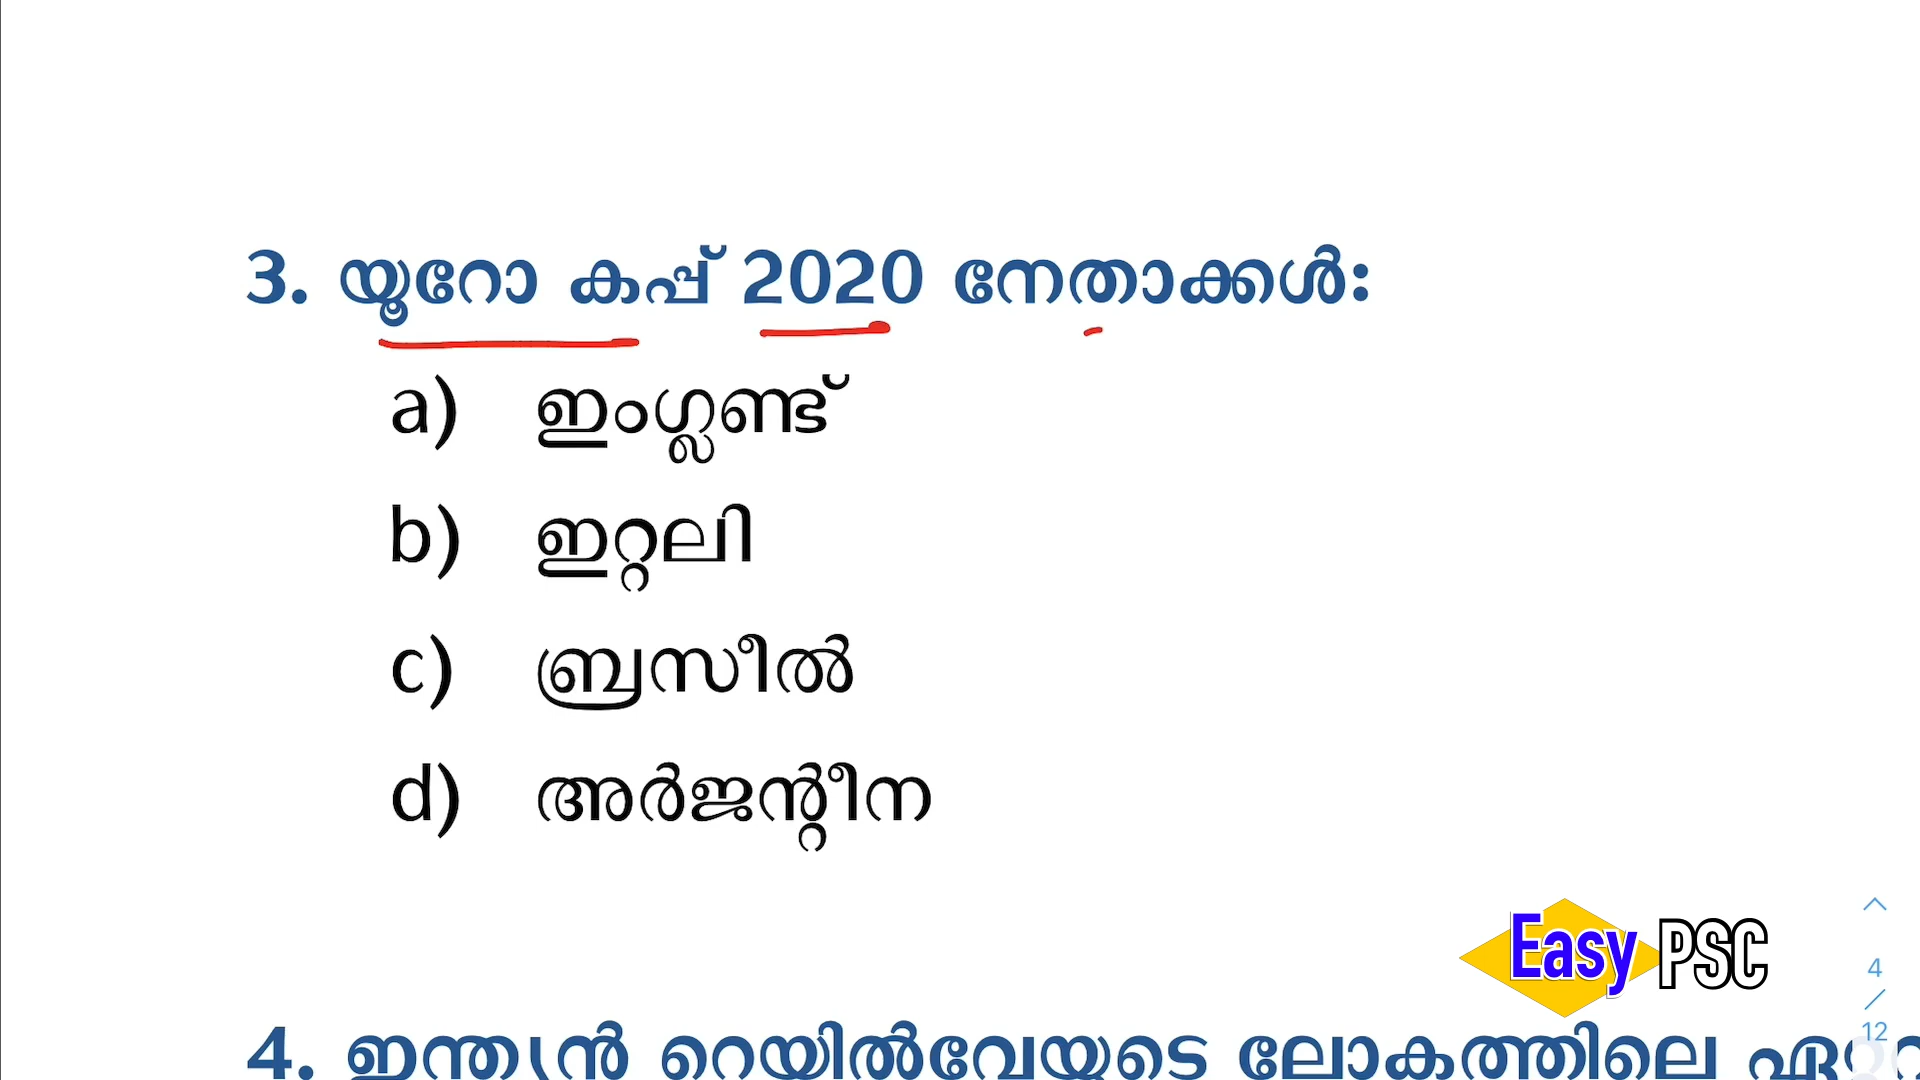 3. യൂറോ കപ്പ് 2020 നേതാക്കൾ:
a) ഇംഗ്ലണ്ട്
b) ഇറ്റലി
c) ബ്രസീൽ
d) അർജന്റീന
Easy PSC
4
/
12
4. ഇന്ത്യൻ റെയിൽവേയുടെ ലോകത്തിലെ